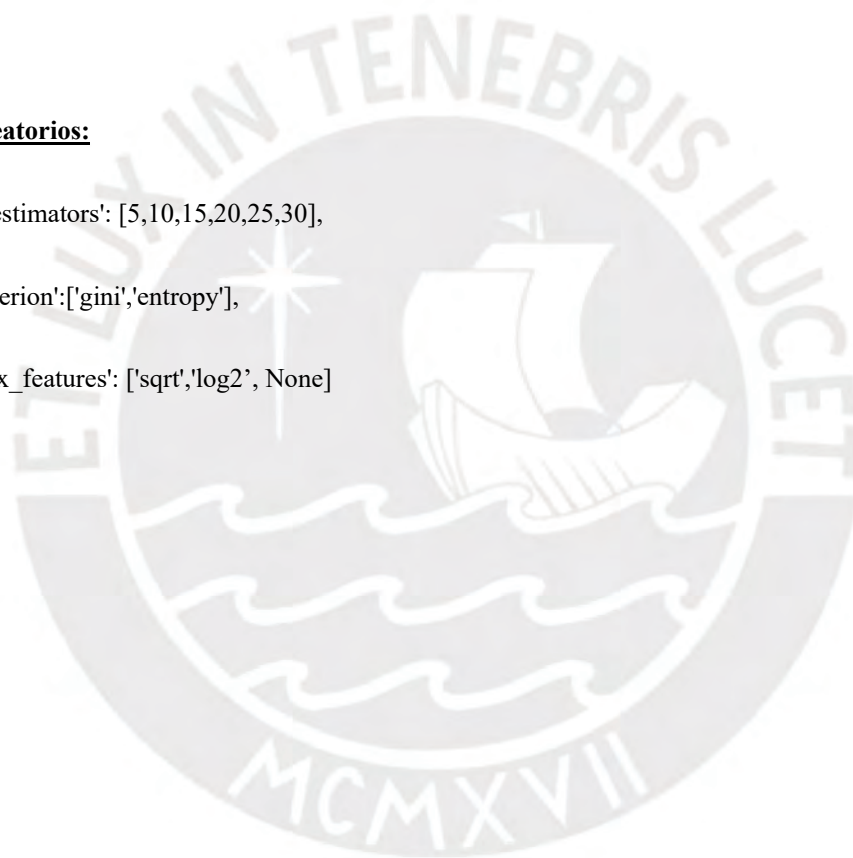 eatorios:
estimators': [5,10,15,20,25,30],
erion':['gini','entropy'],
x_features': ['sqrt','log2’, None]
ET LUX IN TENEBRIS LUCET
MCMXVII